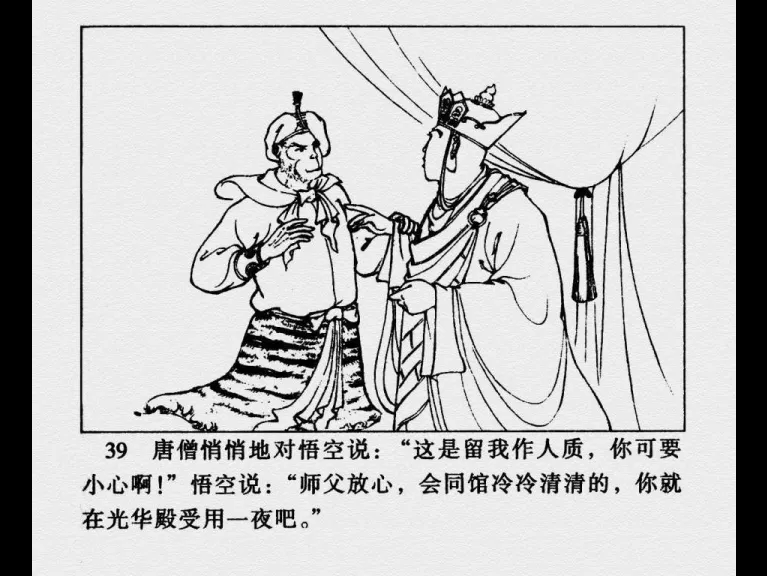 39 唐僧悄悄地对悟空说：“这是留我作人质，你可要
小心啊！”悟空说：“师父放心，会同馆冷冷清清的，你就
在光华殿受用一夜吧。”